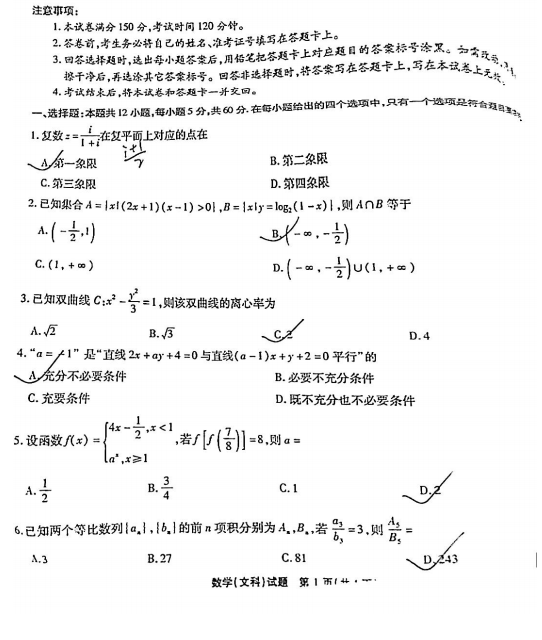 注意事项：
1. 本试卷满分 150 分,考试时间 120 分钟。
2. 答卷前,考生务必将自己的姓名、准考证号填写在答题卡上。
3. 回答选择题时,选出每小题答案后,用铅笔把答题卡上对应题目的答案标号涂黑。如需改动,
擦干净后,再选涂其它答案标号。回答非选择题时,将答案写在答题卡上,写在本试卷上无效
4. 考试结束后,将本试卷和答题卡一并交回。
一、选择题:本题共 12 小题,每小题 5 分,共 60 分. 在每小题给出的四个选项中,只有一个选项是符合题目要
1. 复数 z = i/(1+i) 在复平面上对应的点在
(i+1)/2
A. 第一象限 B. 第二象限
C. 第三象限 D. 第四象限
2. 已知集合 A = {x|(2x+1)(x-1)>0}, B = {x|y=log₂(1-x)},则 A∩B 等于
A. (-1/2,1) B. (-∞,-1/2)
C. (1,+∞) D. (-∞,-1/2)∪(1,+∞)
3. 已知双曲线 C:x²-y²/3=1,则该双曲线的离心率为
A. √2 B. √3 C. 2 D. 4
4. “a = -1” 是“直线 2x+ay+4=0 与直线(a-1)x+y+2=0 平行”的
A. 充分不必要条件 B. 必要不充分条件
C. 充要条件 D. 既不充分也不必要条件
5. 设函数 f(x) = {4x-1/2,x<1 aˣ,x≥1 ,若 f[f(7/8)]=8,则 a =
A. 1/2 B. 3/4 C. 1 D. 2
6. 已知两个等比数列{aₙ},{bₙ}的前 n 项积分别为 Aₙ,Bₙ,若 a₃/b₃=3,则 A₅/B₅ =
A. 3 B. 27 C. 81 D. 243
数学(文科)试题 第 1 页(共